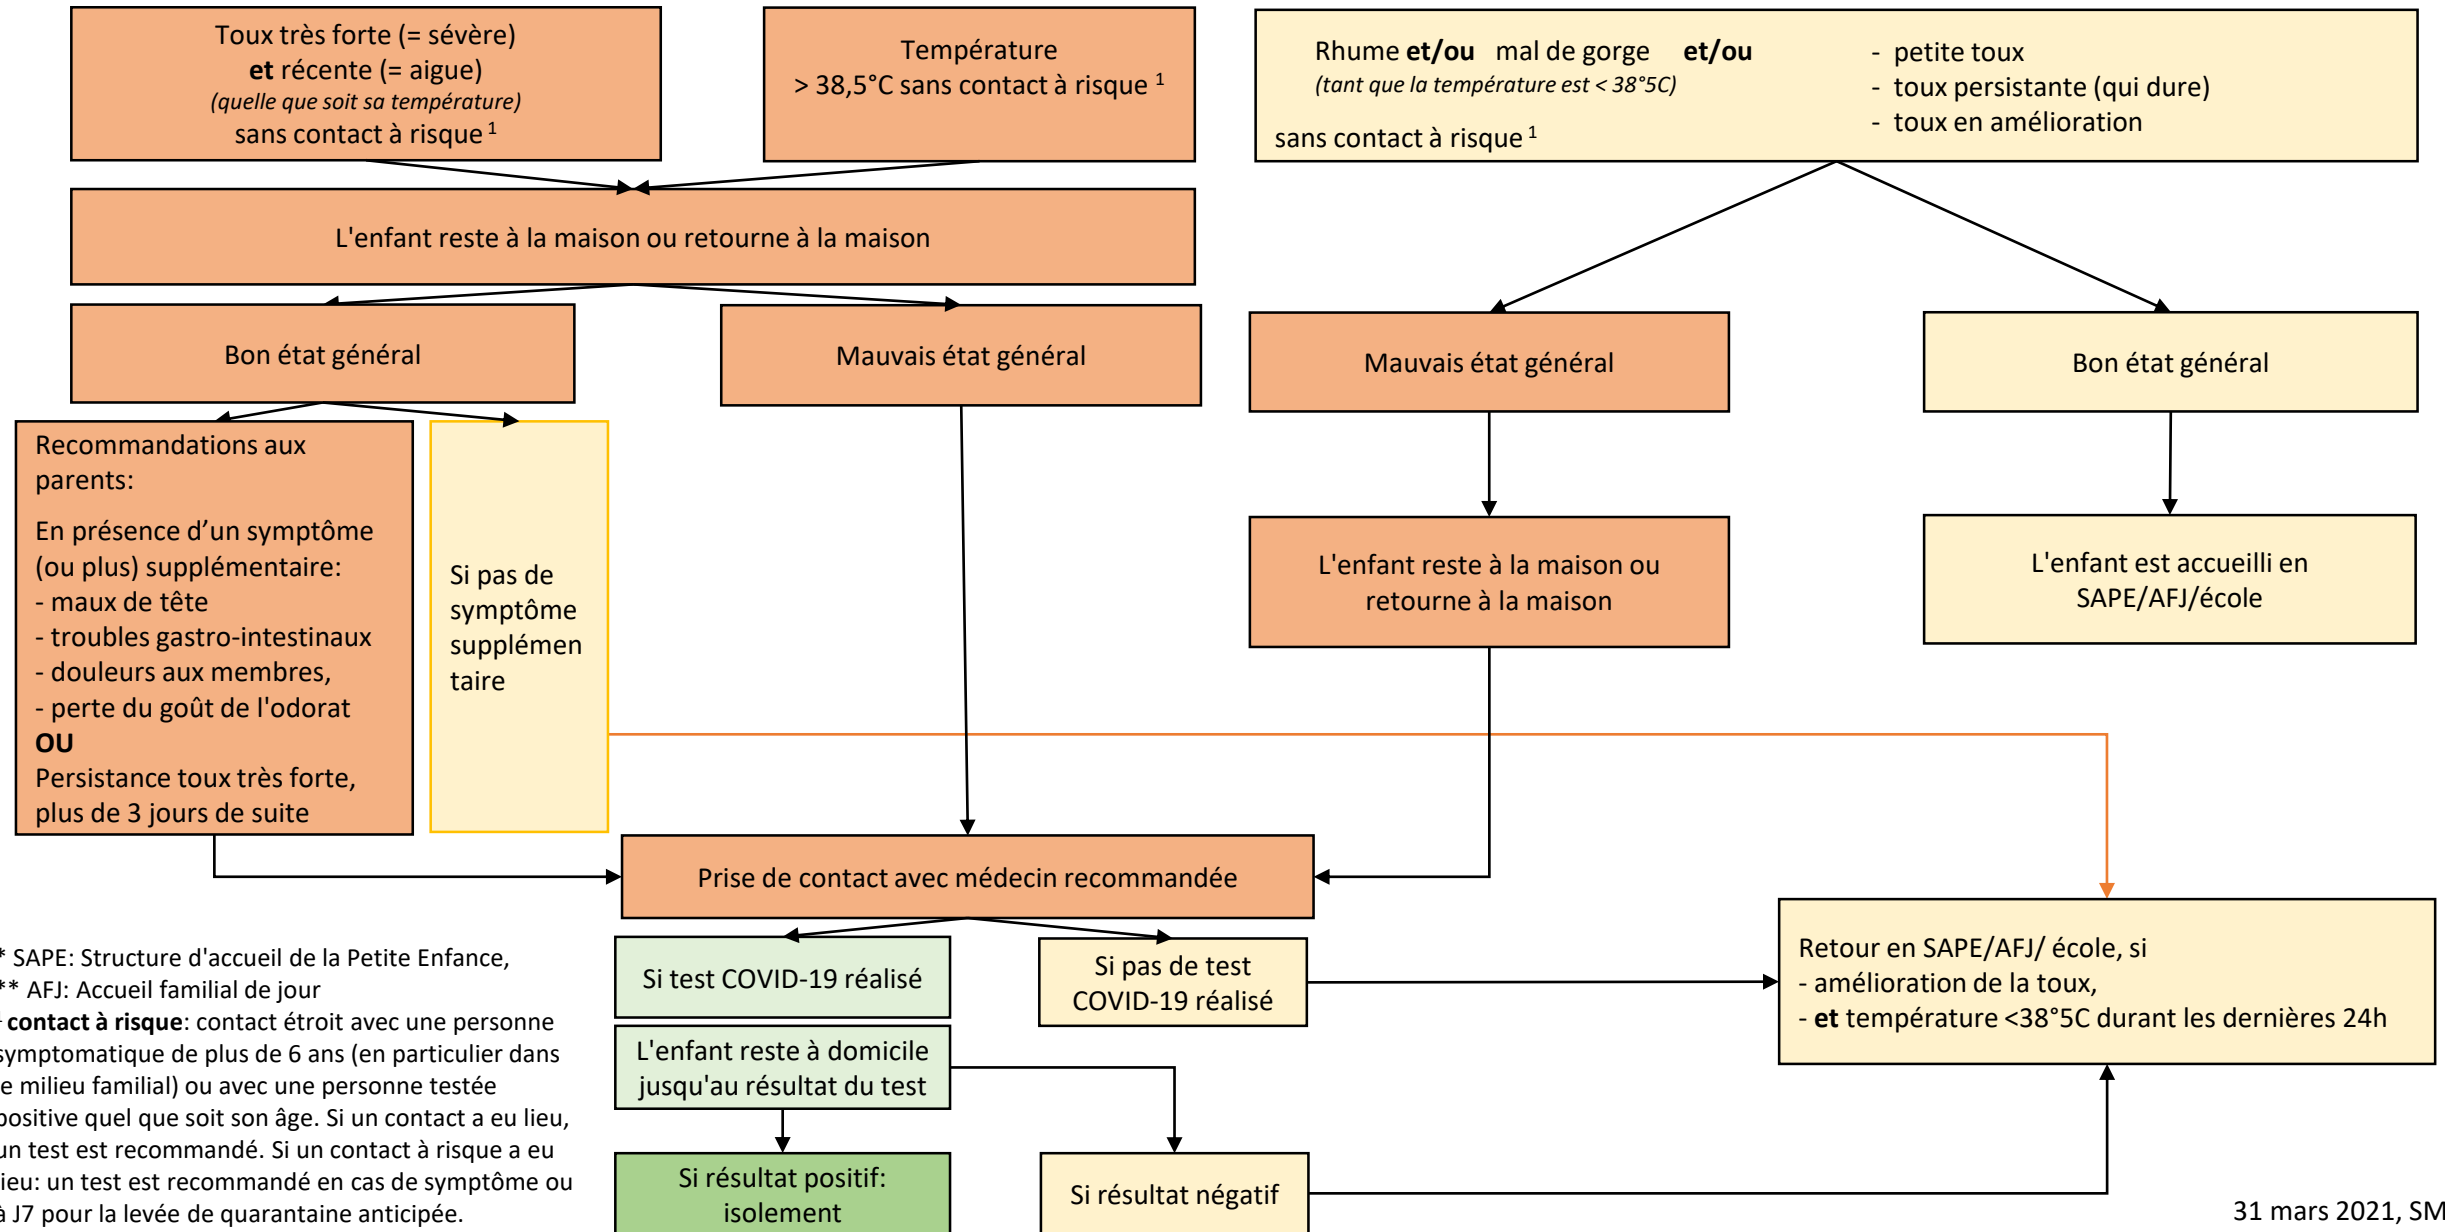 Toux très forte (= sévère)
et récente (= aigue)
(quelle que soit sa température)
sans contact à risque 1
Température
> 38,5°C sans contact à risque 1
Rhume et/ou mal de gorge et/ou
(tant que la température est < 38°5C)
sans contact à risque 1
- petite toux
- toux persistante (qui dure)
- toux en amélioration
L'enfant reste à la maison ou retourne à la maison
Bon état général
Mauvais état général
Mauvais état général
Bon état général
Recommandations aux
parents:
En présence d’un symptôme
(ou plus) supplémentaire:
- maux de tête
- troubles gastro-intestinaux
- douleurs aux membres,
- perte du goût de l'odorat
OU
Persistance toux très forte,
plus de 3 jours de suite
Si pas de
symptôme
supplémen
taire
L'enfant reste à la maison ou
retourne à la maison
L'enfant est accueilli en
SAPE/AFJ/école
Prise de contact avec médecin recommandée
Si test COVID-19 réalisé
Si pas de test
COVID-19 réalisé
Retour en SAPE/AFJ/ école, si
- amélioration de la toux,
- et température <38°5C durant les dernières 24h
L'enfant reste à domicile
jusqu'au résultat du test
Si résultat positif:
isolement
Si résultat négatif
* SAPE: Structure d'accueil de la Petite Enfance,
** AFJ: Accueil familial de jour
1 contact à risque: contact étroit avec une personne
symptomatique de plus de 6 ans (en particulier dans
e milieu familial) ou avec une personne testée
positive quel que soit son âge. Si un contact a eu lieu,
un test est recommandé. Si un contact à risque a eu
ieu: un test est recommandé en cas de symptôme ou
à J7 pour la levée de quarantaine anticipée.
31 mars 2021, SM